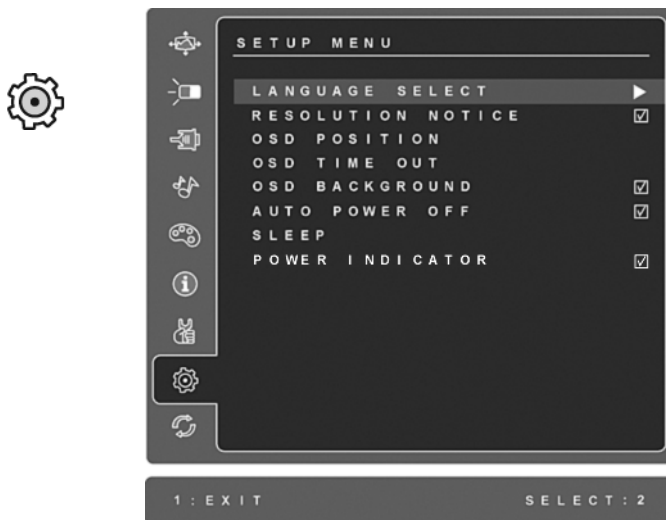 SETUP MENU
LANGUAGE SELECT
RESOLUTION NOTICE
OSD POSITION
OSD TIME OUT
OSD BACKGROUND
AUTO POWER OFF
SLEEP
POWER INDICATOR
1:EXIT SELECT:2